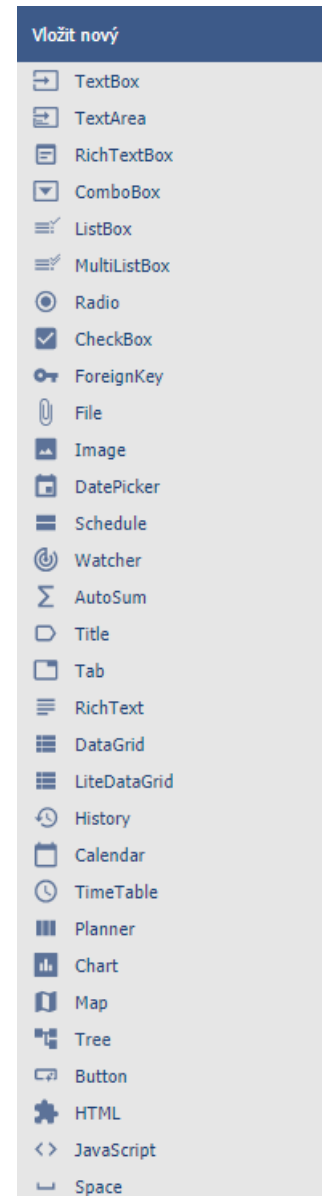 Vložit nový
TextBox
TextArea
RichTextBox
ComboBox
ListBox
MultiListBox
Radio
CheckBox
ForeignKey
File
Image
DatePicker
Schedule
Watcher
AutoSum
Title
Tab
RichText
DataGrid
LiteDataGrid
History
Calendar
TimeTable
Planner
Chart
Map
Tree
Button
HTML
JavaScript
Space